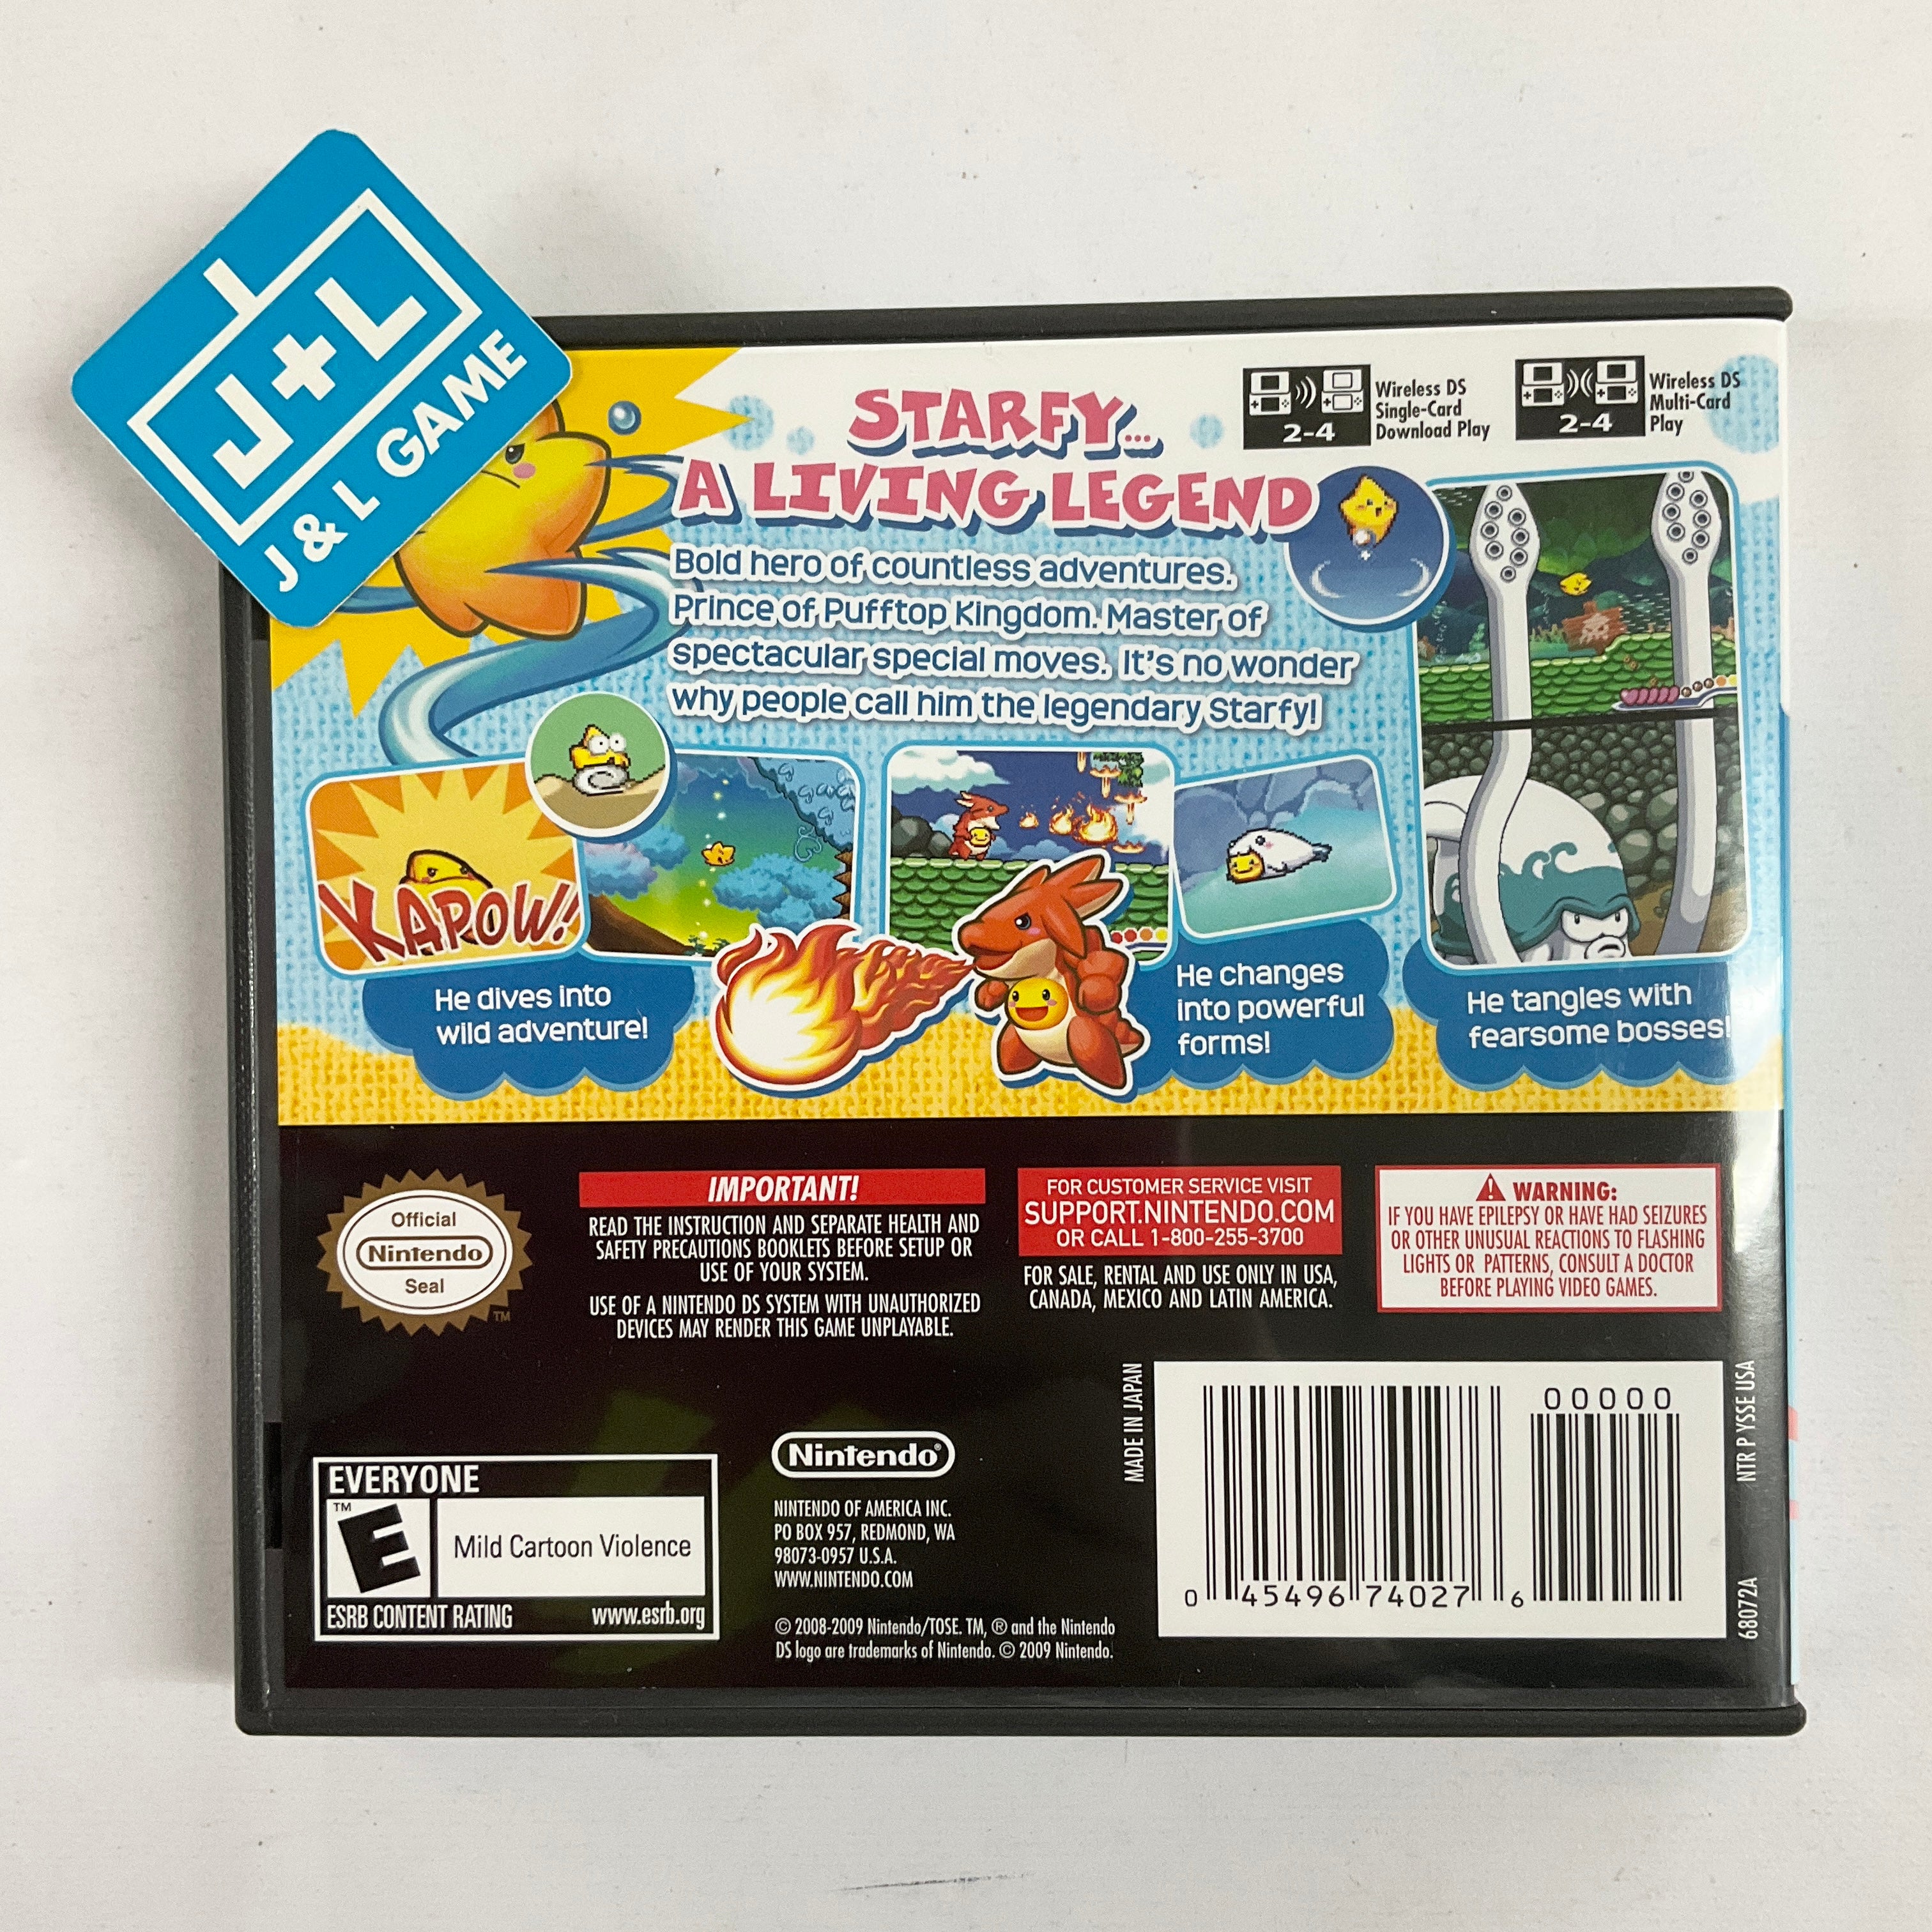 J+L
J & L GAME
STARFY...
A LIVING LEGEND
Wireless DS
Single-Card
Download Play
2-4
Wireless DS
Multi-Card
Play
2-4
Bold hero of countless adventures.
Prince of Pufftop Kingdom. Master of
spectacular special moves. It's no wonder
why people call him the legendary Starfy!
KAPOW!
He dives into
wild adventure!
He changes
into powerful
forms!
He tangles with
fearsome bosses!
Official
Nintendo
Seal
TM
IMPORTANT!
READ THE INSTRUCTION AND SEPARATE HEALTH AND
SAFETY PRECAUTIONS BOOKLETS BEFORE SETUP OR
USE OF YOUR SYSTEM.
USE OF A NINTENDO DS SYSTEM WITH UNAUTHORIZED
DEVICES MAY RENDER THIS GAME UNPLAYABLE.
FOR CUSTOMER SERVICE VISIT
SUPPORT.NINTENDO.COM
OR CALL 1-800-255-3700
FOR SALE, RENTAL AND USE ONLY IN USA,
CANADA, MEXICO AND LATIN AMERICA.
WARNING:
IF YOU HAVE EPILEPSY OR HAVE HAD SEIZURES
OR OTHER UNUSUAL REACTIONS TO FLASHING
LIGHTS OR PATTERNS, CONSULT A DOCTOR
BEFORE PLAYING VIDEO GAMES.
EVERYONE
TM
E
Mild Cartoon Violence
ESRB CONTENT RATING www.esrb.org
Nintendo®
NINTENDO OF AMERICA INC.
PO BOX 957, REDMOND, WA
98073-0957 U.S.A.
WWW.NINTENDO.COM
© 2008-2009 Nintendo/TOSE. TM, ® and the Nintendo
DS logo are trademarks of Nintendo. © 2009 Nintendo.
MADE IN JAPAN
00000
0 45496 74027 6
NTR P YSSE USA
68072A